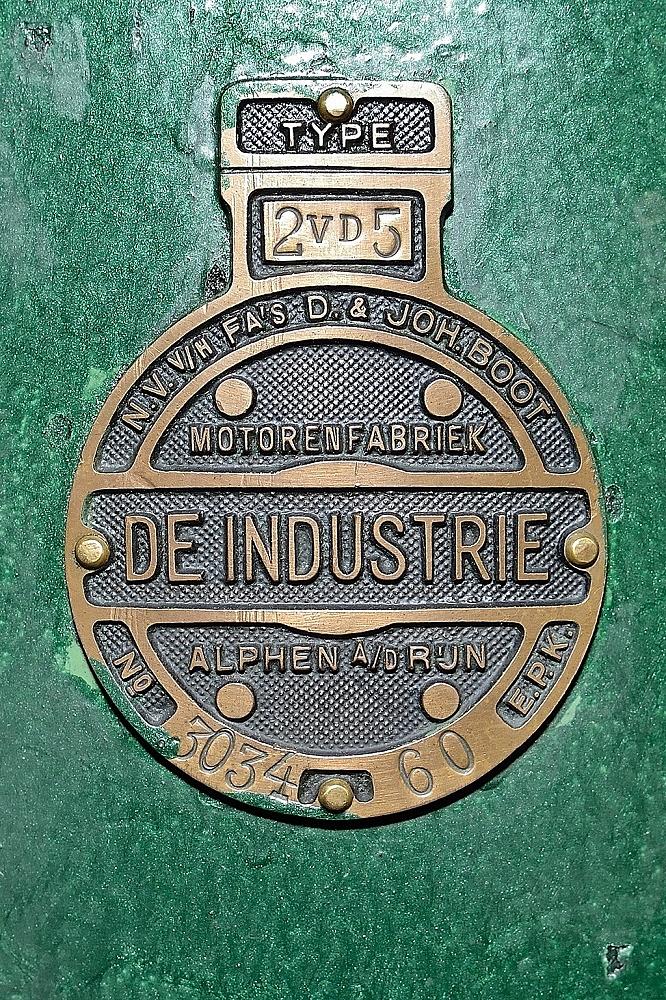 TYPE
2VD5
N.V. V/H FA'S D. & JOH. BOOT
MOTORENFABRIEK
DE INDUSTRIE
ALPHEN A/D RIJN
No E.P.K.
3034 60